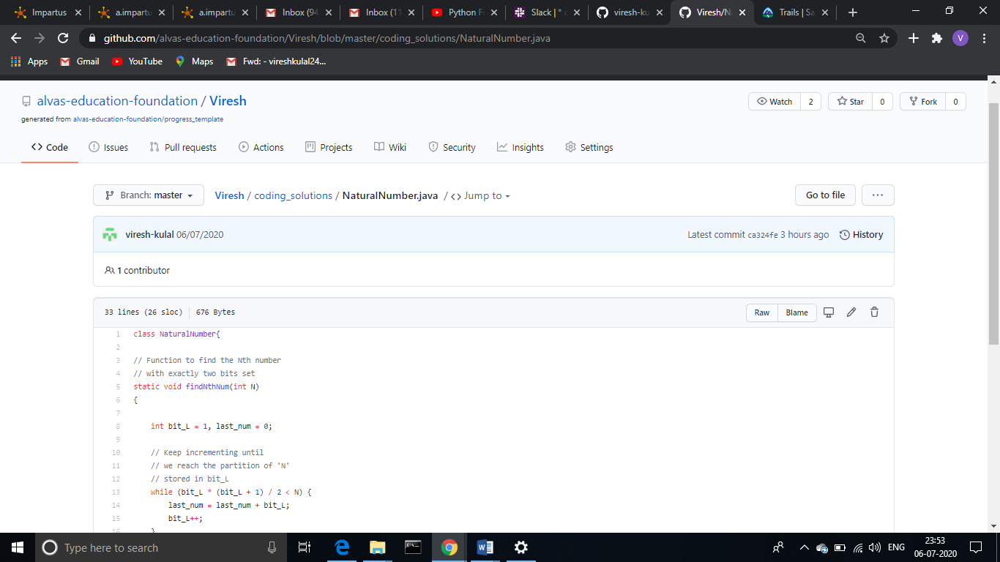 Impartus
a.impartu
a.impartu
Inbox (94
Inbox (11
Python F
Slack | *
viresh-ku
Viresh/Na
Trails | Sa
github.com/alvas-education-foundation/Viresh/blob/master/coding_solutions/NaturalNumber.java
V
Apps
Gmail
YouTube
Maps
Fwd: - vireshkulal24...
alvas-education-foundation / Viresh
Watch 2
Star 0
Fork 0
generated from alvas-education-foundation/progress_template
Code
Issues
Pull requests
Actions
Projects
Wiki
Security
Insights
Settings
Branch: master
Viresh / coding_solutions / NaturalNumber.java / <> Jump to
Go to file
...
viresh-kulal 06/07/2020
Latest commit ca324fe 3 hours ago
History
1 contributor
33 lines (26 sloc) | 676 Bytes
Raw
Blame
1 class NaturalNumber{
2
3 // Function to find the Nth number
4 // with exactly two bits set
5 static void findNthNum(int N)
6 {
7
8 int bit_L = 1, last_num = 0;
9
10 // Keep incrementing until
11 // we reach the partition of 'N'
12 // stored in bit_L
13 while (bit_L * (bit_L + 1) / 2 < N) {
14 last_num = last_num + bit_L;
15 bit_L++;
16 }
Type here to search
ENG
23:53
06-07-2020